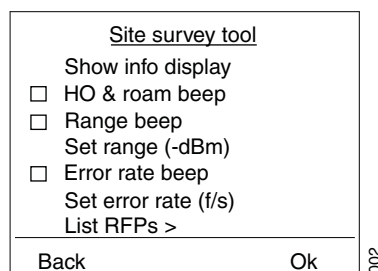 Site survey tool
Show info display
HO & roam beep
Range beep
Set range (-dBm)
Error rate beep
Set error rate (f/s)
List RFPs >
Back Ok
002